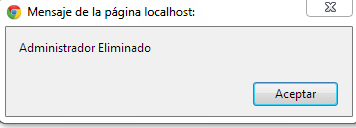 Mensaje de la página localhost:
Administrador Eliminado
Aceptar